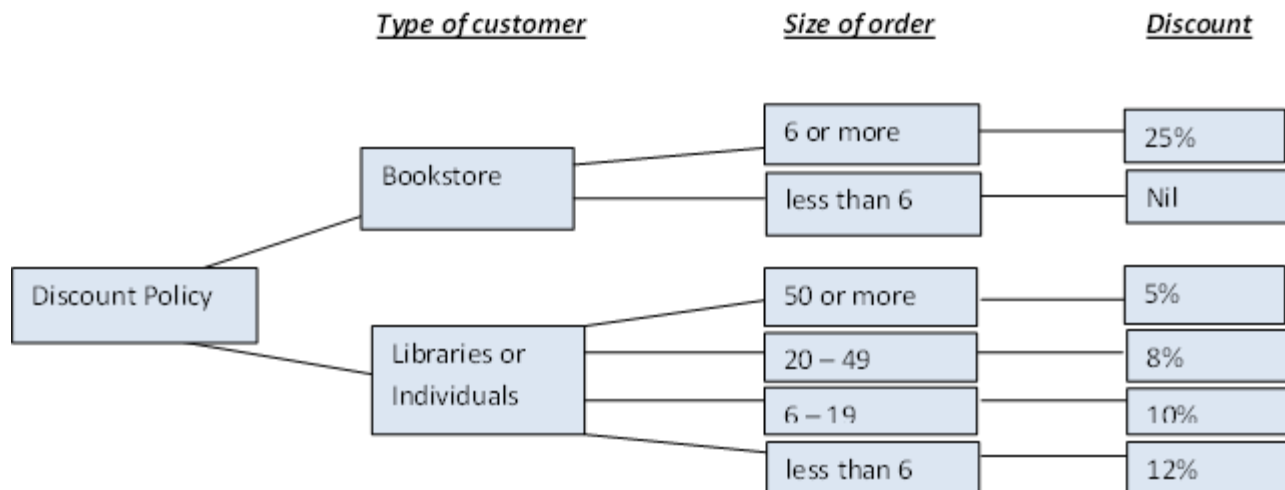 Type of customer Size of order Discount
6 or more 25%
Bookstore
less than 6 Nil
Discount Policy
50 or more 5%
Libraries or
Individuals
20 – 49 8%
6 – 19 10%
less than 6 12%